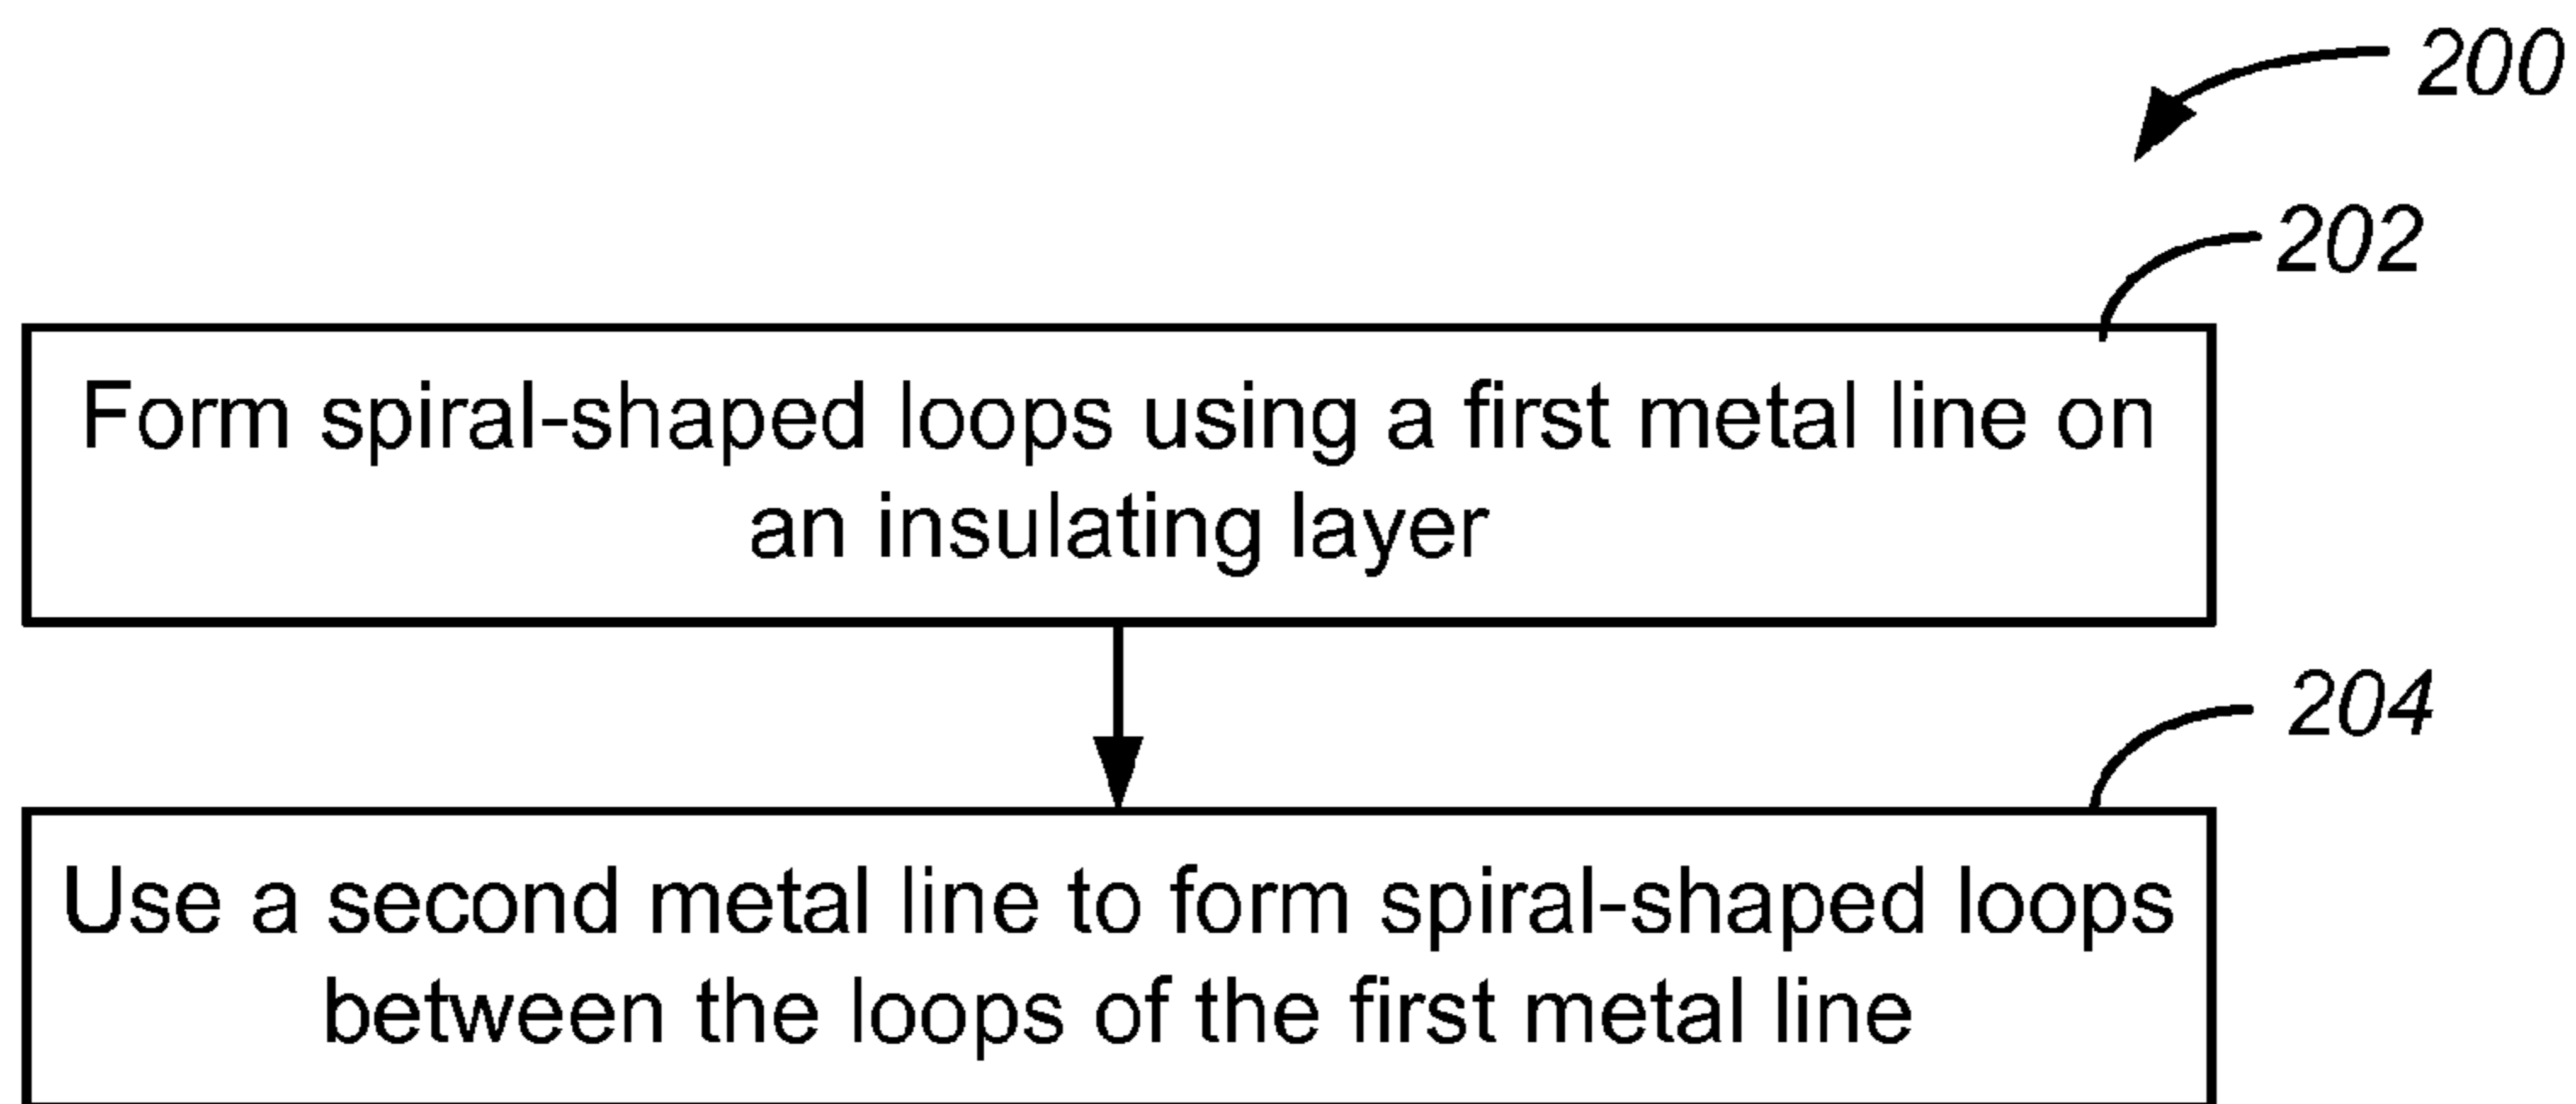 200
202
Form spiral-shaped loops using a first metal line on
an insulating layer
204
Use a second metal line to form spiral-shaped loops
between the loops of the first metal line